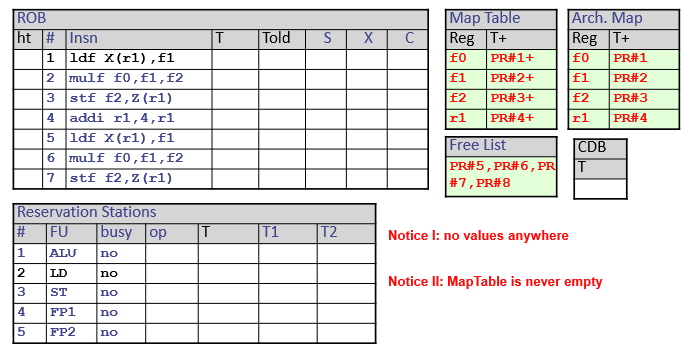 ROB
ht # Insn T Told S X C
1 ldf X(r1),f1
2 mulf f0,f1,f2
3 stf f2,Z(r1)
4 addi r1,4,r1
5 ldf X(r1),f1
6 mulf f0,f1,f2
7 stf f2,Z(r1)
Map Table
Reg T+
f0 PR#1+
f1 PR#2+
f2 PR#3+
r1 PR#4+
Arch. Map
Reg T+
f0 PR#1
f1 PR#2
f2 PR#3
r1 PR#4
Free List
PR#5,PR#6,PR
#7,PR#8
CDB
T
Reservation Stations
# FU busy op T T1 T2
1 ALU no
2 LD no
3 ST no
4 FP1 no
5 FP2 no
Notice I: no values anywhere
Notice II: MapTable is never empty